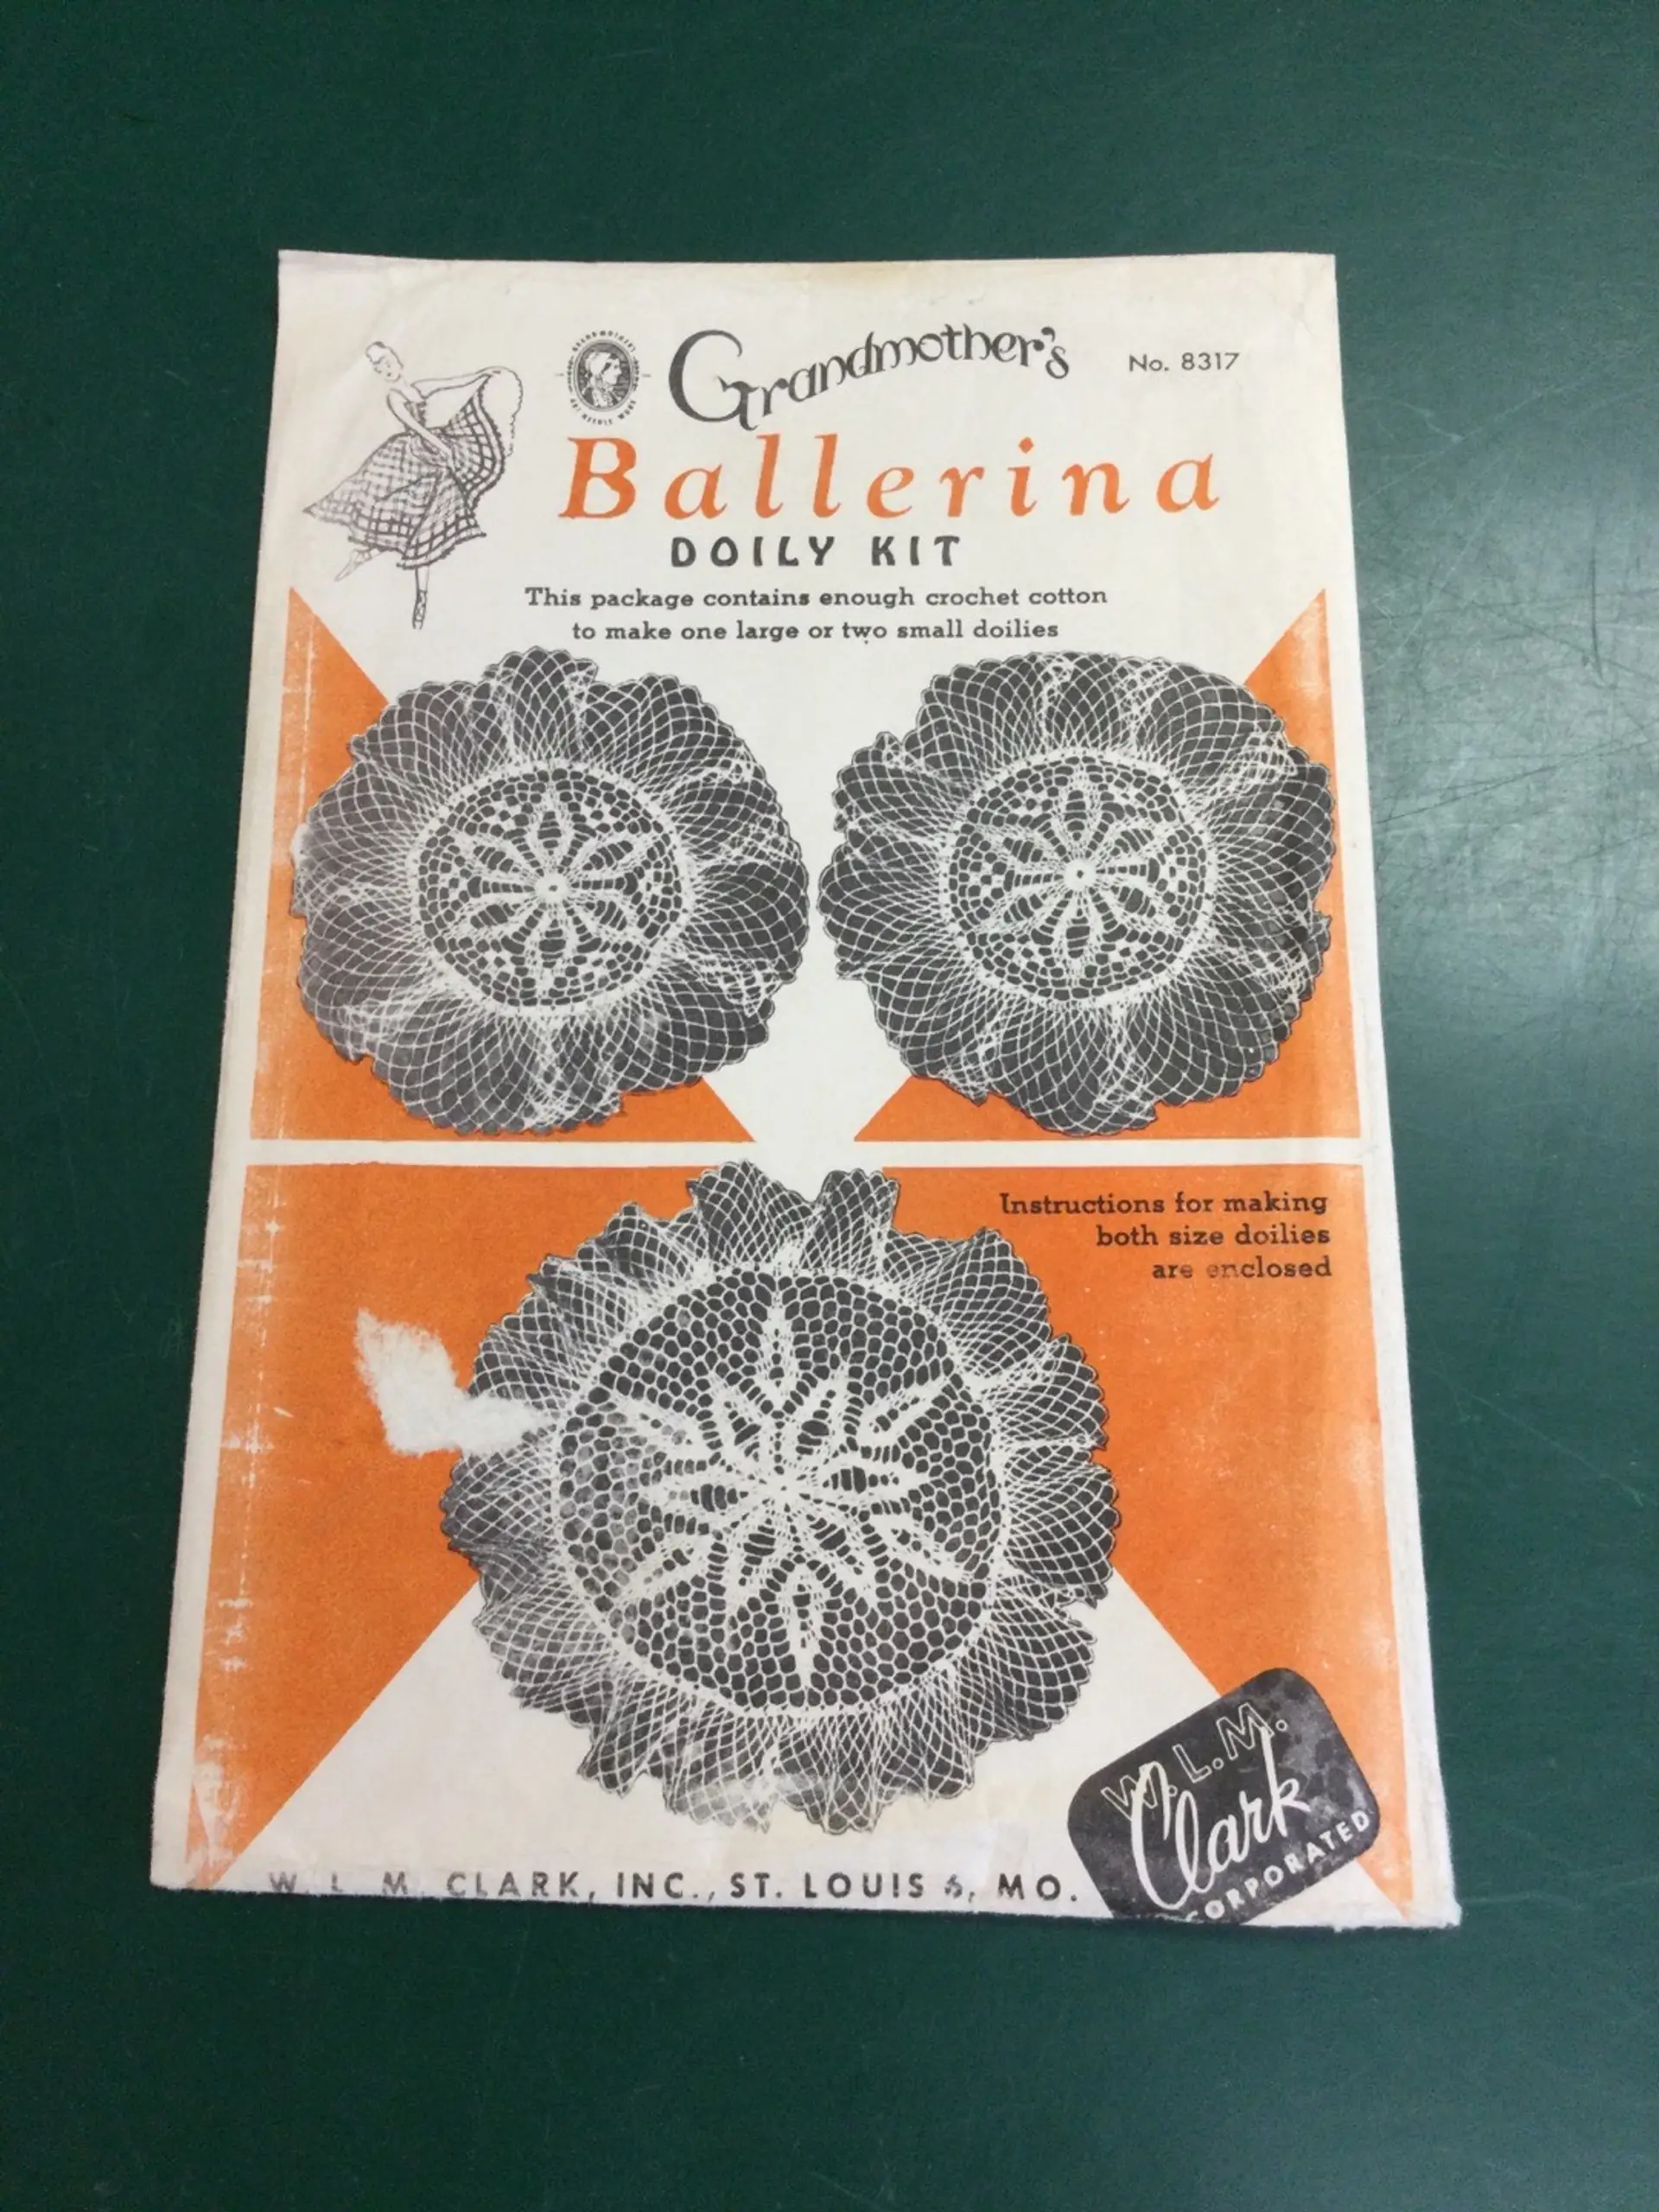 Grandmother's
No. 8317
Ballerina
DOILY KIT
This package contains enough crochet cotton
to make one large or two small doilies
Instructions for making
both size doilies
are enclosed
W.L.M.
Clark
CORPORATED
W. L. M. CLARK, INC., ST. LOUIS 6, MO.